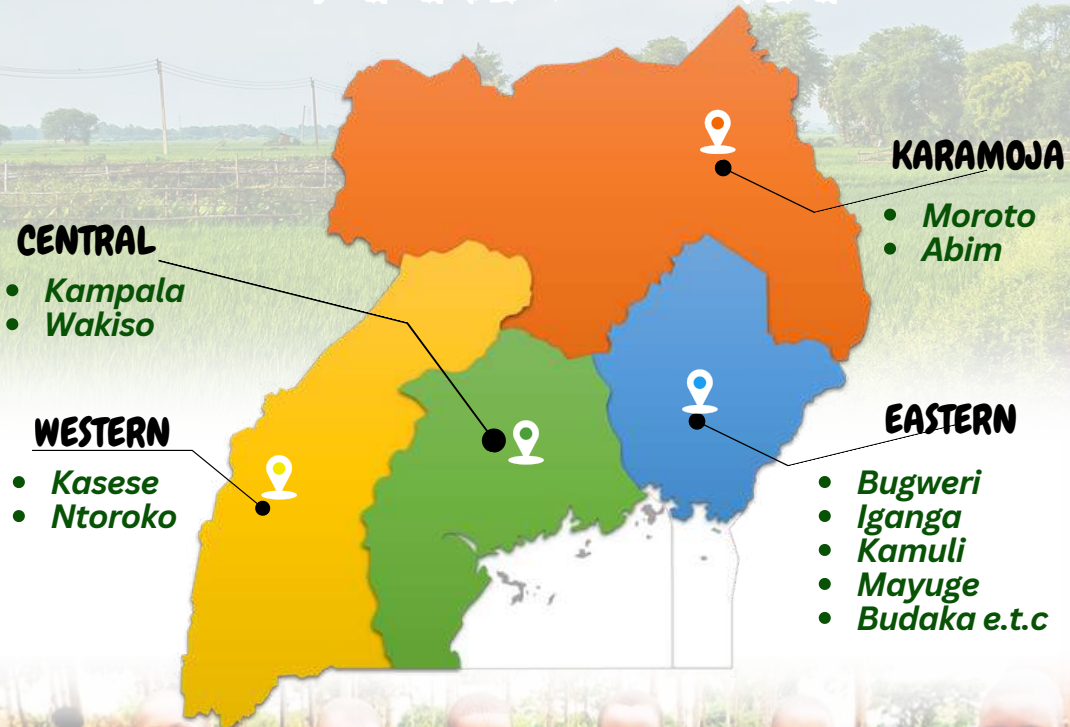 KARAMOJA
• Moroto
• Abim
CENTRAL
• Kampala
• Wakiso
WESTERN
• Kasese
• Ntoroko
EASTERN
• Bugweri
• Iganga
• Kamuli
• Mayuge
• Budaka e.t.c